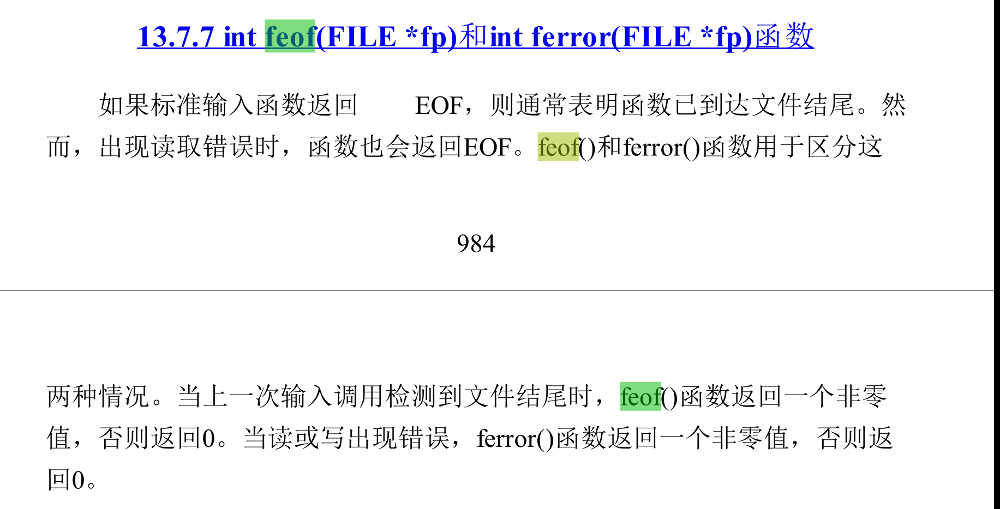 13.7.7 int feof(FILE *fp)和int ferror(FILE *fp)函数
如果标准输入函数返回 EOF，则通常表明函数已到达文件结尾。然
而，出现读取错误时，函数也会返回EOF。feof()和ferror()函数用于区分这
984
两种情况。当上一次输入调用检测到文件结尾时，feof()函数返回一个非零
值，否则返回0。当读或写出现错误，ferror()函数返回一个非零值，否则返
回0。